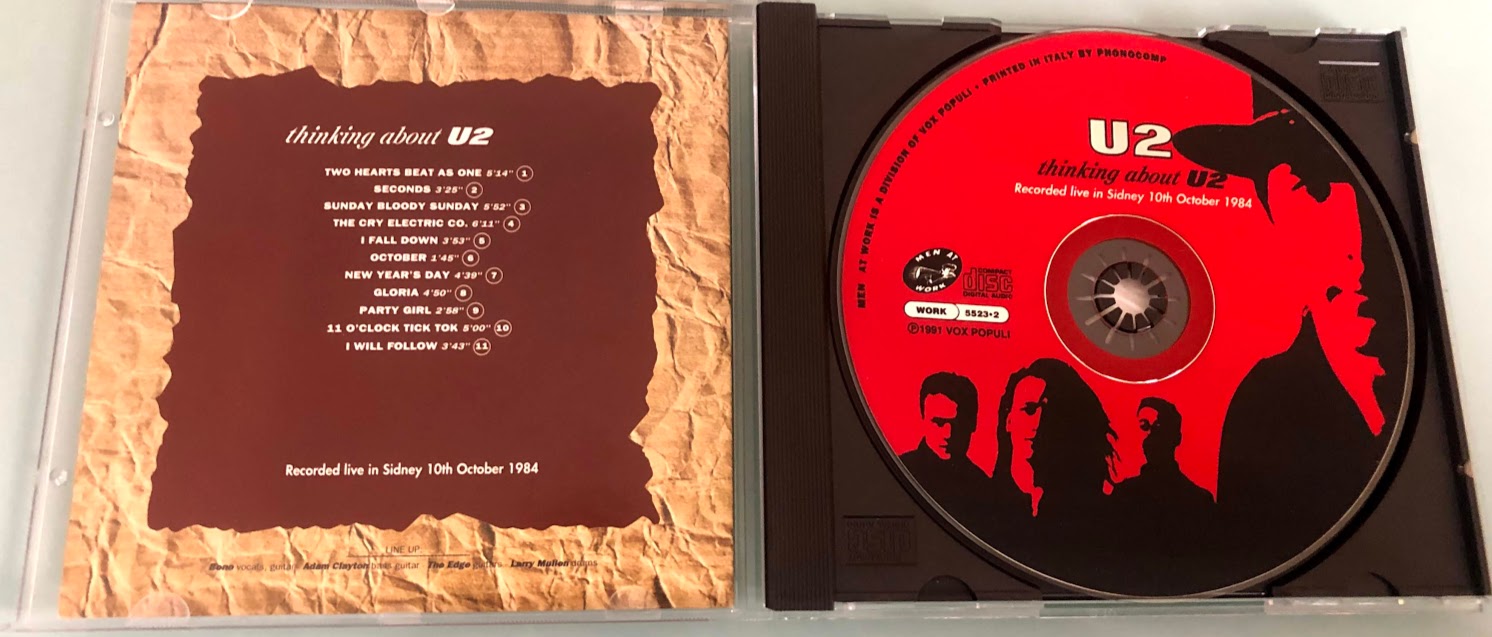 thinking about U2
TWO HEARTS BEAT AS ONE 5'14" 1
SECONDS 3'25" 2
SUNDAY BLOODY SUNDAY 5'52" 3
THE CRY ELECTRIC CO. 6'11" 4
I FALL DOWN 3'53" 5
OCTOBER 1'45" 6
NEW YEAR'S DAY 4'39" 7
GLORIA 4'50" 8
PARTY GIRL 2'58" 9
11 O'CLOCK TICK TOK 5'00" 10
I WILL FOLLOW 3'43" 11
Recorded live in Sidney 10th October 1984
LINE UP:
Bono vocals, guitar Adam Clayton bass guitar The Edge guitars Larry Mullen drums
MEN AT WORK IS A DIVISION OF VOX POPULI • PRINTED IN ITALY BY PHONOCOMP
U2
thinking about U2
Recorded live in Sidney 10th October 1984
MEN AT
WORK
COMPACT
disc
DIGITAL AUDIO
WORK 5523•2
Ⓟ1991 VOX POPULI